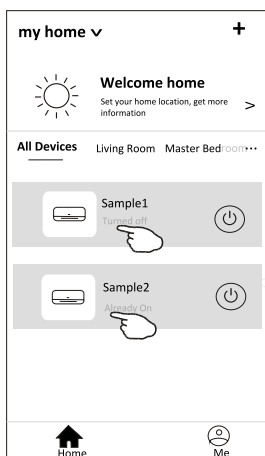 my home
Welcome home
Set your home location, get more
information
All Devices Living Room Master Bedroom
Sample1
Turned off
Sample2
Already On
Home Me